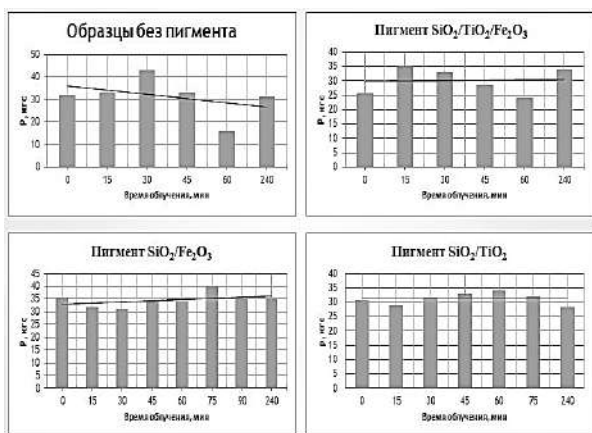 Образцы без пигмента
50
40
30
20
10
0
Р, кгс
0 15 30 45 60 240
Время облучения, мин
Пигмент SiO₂/TiO₂/Fe₂O₃
40
35
30
25
20
15
10
5
0
Р, кгс
0 15 30 45 60 240
Время облучения, мин
Пигмент SiO₂/Fe₂O₃
45
40
35
30
25
20
15
10
5
0
Р, кгс
0 15 30 45 60 75 90 240
Время облучения, мин
Пигмент SiO₂/TiO₂
40
35
30
25
20
15
10
5
0
Р, кгс
0 15 30 45 60 75 240
Время облучения, мин